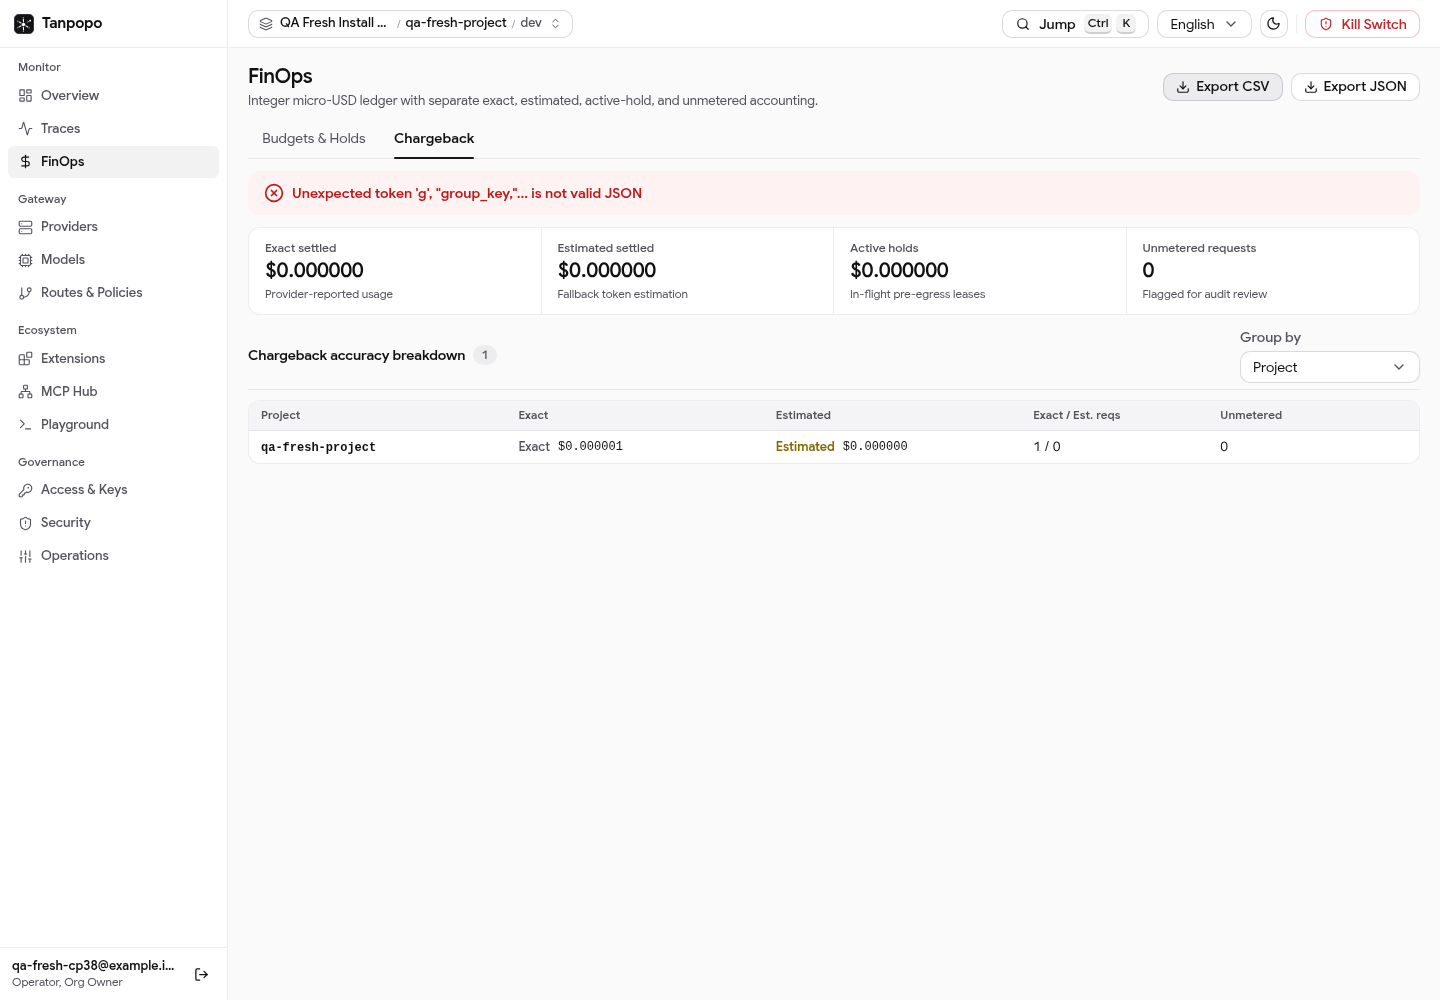 Tanpopo
QA Fresh Install ... / qa-fresh-project / dev
Jump Ctrl K
English
Kill Switch
Monitor
Overview
Traces
FinOps
Gateway
Providers
Models
Routes & Policies
Ecosystem
Extensions
MCP Hub
Playground
Governance
Access & Keys
Security
Operations
qa-fresh-cp38@example.i...
Operator, Org Owner
FinOps
Integer micro-USD ledger with separate exact, estimated, active-hold, and unmetered accounting.
Export CSV
Export JSON
Budgets & Holds
Chargeback
Unexpected token 'g', "group_key,"... is not valid JSON
Exact settled
$0.000000
Provider-reported usage
Estimated settled
$0.000000
Fallback token estimation
Active holds
$0.000000
In-flight pre-egress leases
Unmetered requests
0
Flagged for audit review
Chargeback accuracy breakdown 1
Group by
Project
Project Exact Estimated Exact / Est. reqs Unmetered
qa-fresh-project Exact $0.000001 Estimated $0.000000 1 / 0 0